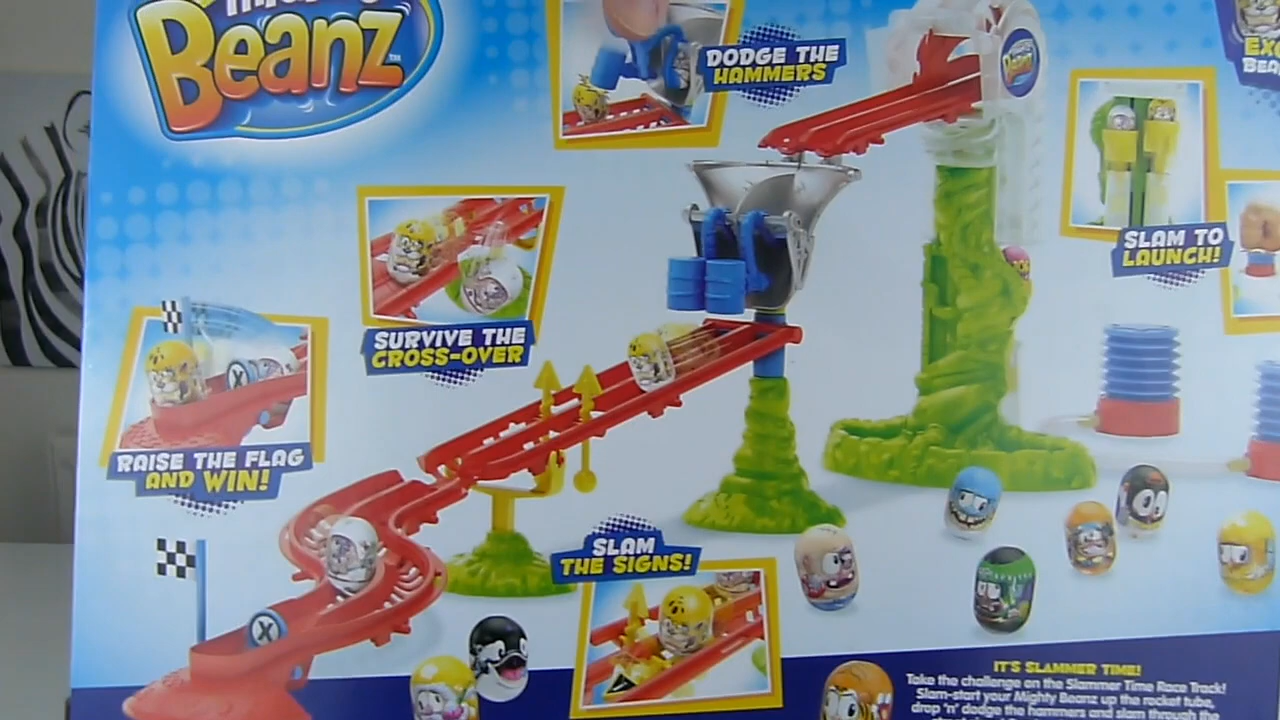 Beanz™
DODGE THE
HAMMERS
SLAM TO
LAUNCH!
SURVIVE THE
CROSS-OVER
RAISE THE FLAG
AND WIN!
SLAM
THE SIGNS!
X
X
IT'S SLAMMER TIME!
Take the challenge on the Slammer Time Race Track!
Slam-start your Mighty Beanz up the rocket tube,
drop 'n' dodge the hammers and slam through the